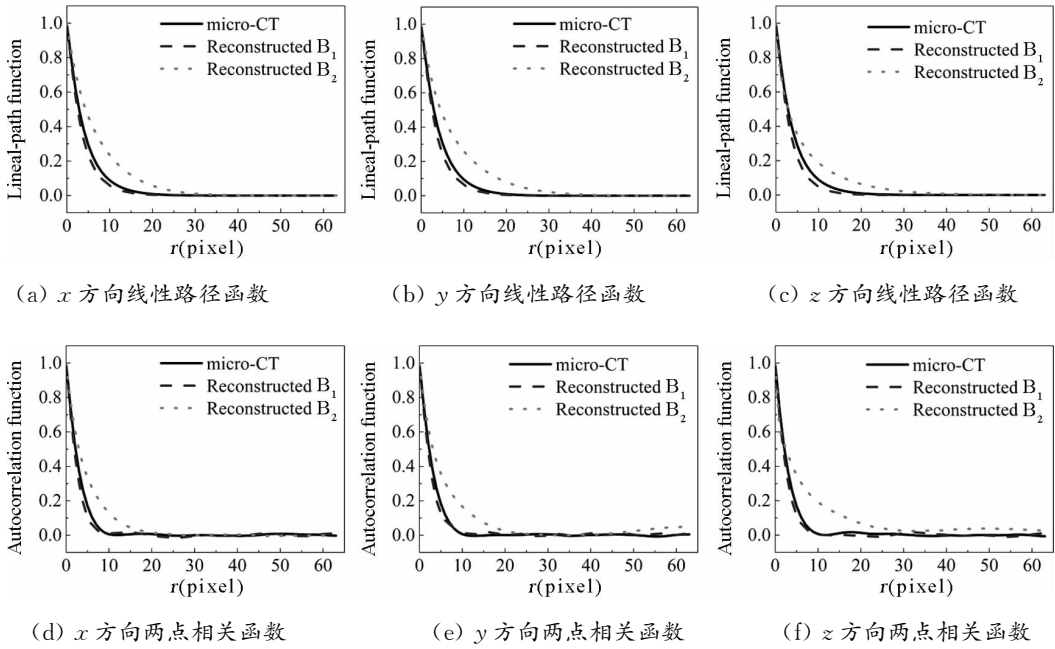 1.0
0.8
0.6
0.4
0.2
0.0
Lineal-path function
micro-CT
Reconstructed B₁
Reconstructed B₂
0 10 20 30 40 50 60
r(pixel)
(a) x 方向线性路径函数
1.0
0.8
0.6
0.4
0.2
0.0
Lineal-path function
micro-CT
Reconstructed B₁
Reconstructed B₂
0 10 20 30 40 50 60
r(pixel)
(b) y 方向线性路径函数
1.0
0.8
0.6
0.4
0.2
0.0
Lineal-path function
micro-CT
Reconstructed B₁
Reconstructed B₂
0 10 20 30 40 50 60
r(pixel)
(c) z 方向线性路径函数
1.0
0.8
0.6
0.4
0.2
0.0
Autocorrelation function
micro-CT
Reconstructed B₁
Reconstructed B₂
0 10 20 30 40 50 60
r(pixel)
(d) x 方向两点相关函数
1.0
0.8
0.6
0.4
0.2
0.0
Autocorrelation function
micro-CT
Reconstructed B₁
Reconstructed B₂
0 10 20 30 40 50 60
r(pixel)
(e) y 方向两点相关函数
1.0
0.8
0.6
0.4
0.2
0.0
Autocorrelation function
micro-CT
Reconstructed B₁
Reconstructed B₂
0 10 20 30 40 50 60
r(pixel)
(f) z 方向两点相关函数